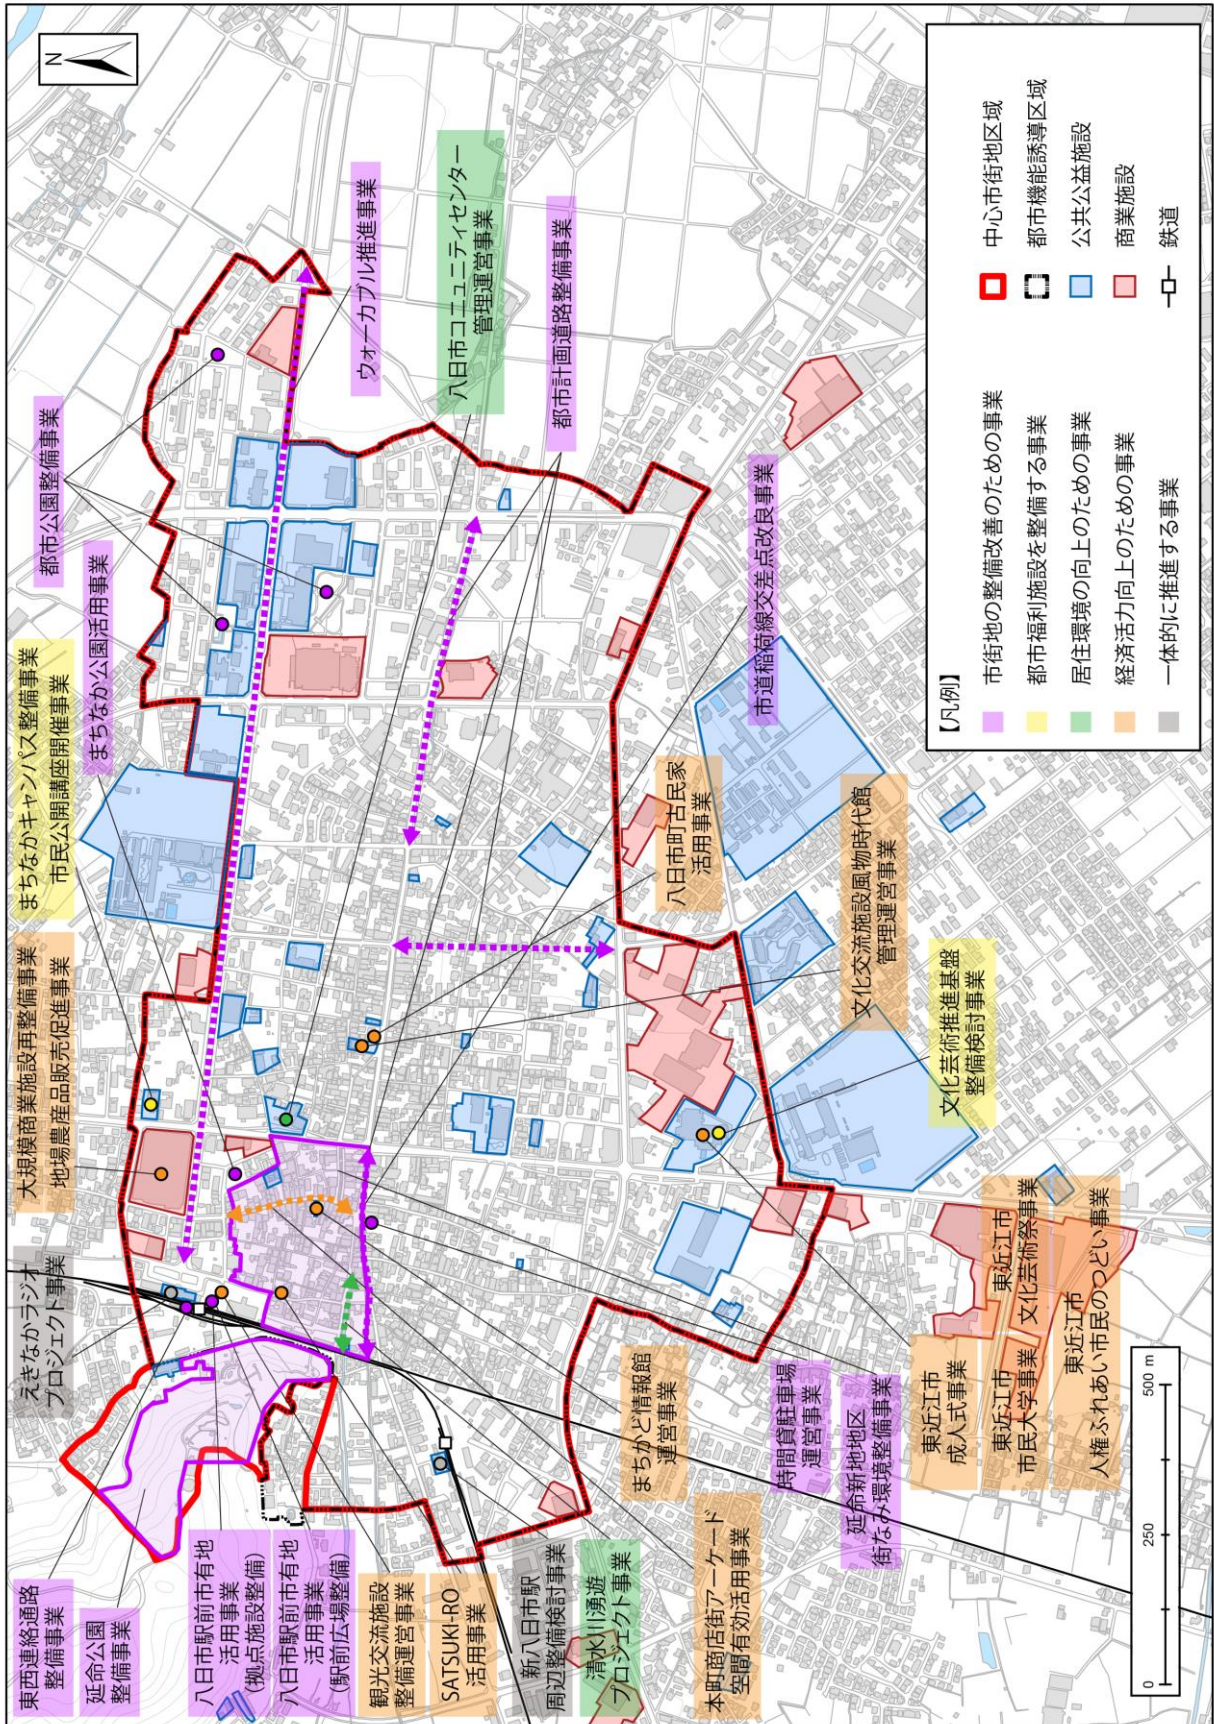 N
東西連絡通路
整備事業
延命公園
整備事業
八日市駅前市有地
活用事業
(拠点施設整備)
八日市駅前市有地
活用事業
(駅前広場整備)
観光交流施設
整備運営事業
SATSUKI-RO
活用事業
新八日市駅
周辺整備検討事業
清水川湧遊
プロジェクト事業
本町商店街アーケード
空間有効活用事業
えきなかラジオ
プロジェクト事業
大規模商業施設再整備事業
地場農産品販売促進事業
まちなかキャンパス整備事業
市民公開講座開催事業
まちなか公園活用事業
都市公園整備事業
ウォーカブル推進事業
八日市コミュニティセンター
管理運営事業
都市計画道路整備事業
市道稲荷線交差点改良事業
八日市町古民家
活用事業
文化交流施設風物時代館
管理運営事業
文化芸術推進基盤
整備検討事業
まちかど情報館
運営事業
時間貸駐車場
運営事業
延命新地地区
街なみ環境整備事業
東近江市
成人式事業
東近江市
市民大学事業
東近江市
文化芸術祭事業
東近江市
人権ふれあい市民のつどい事業
【凡例】
市街地の整備改善のための事業
都市福利施設を整備する事業
居住環境の向上のための事業
経済活力向上のための事業
一体的に推進する事業
中心市街地区域
都市機能誘導区域
公共公益施設
商業施設
鉄道
0 250 500 m